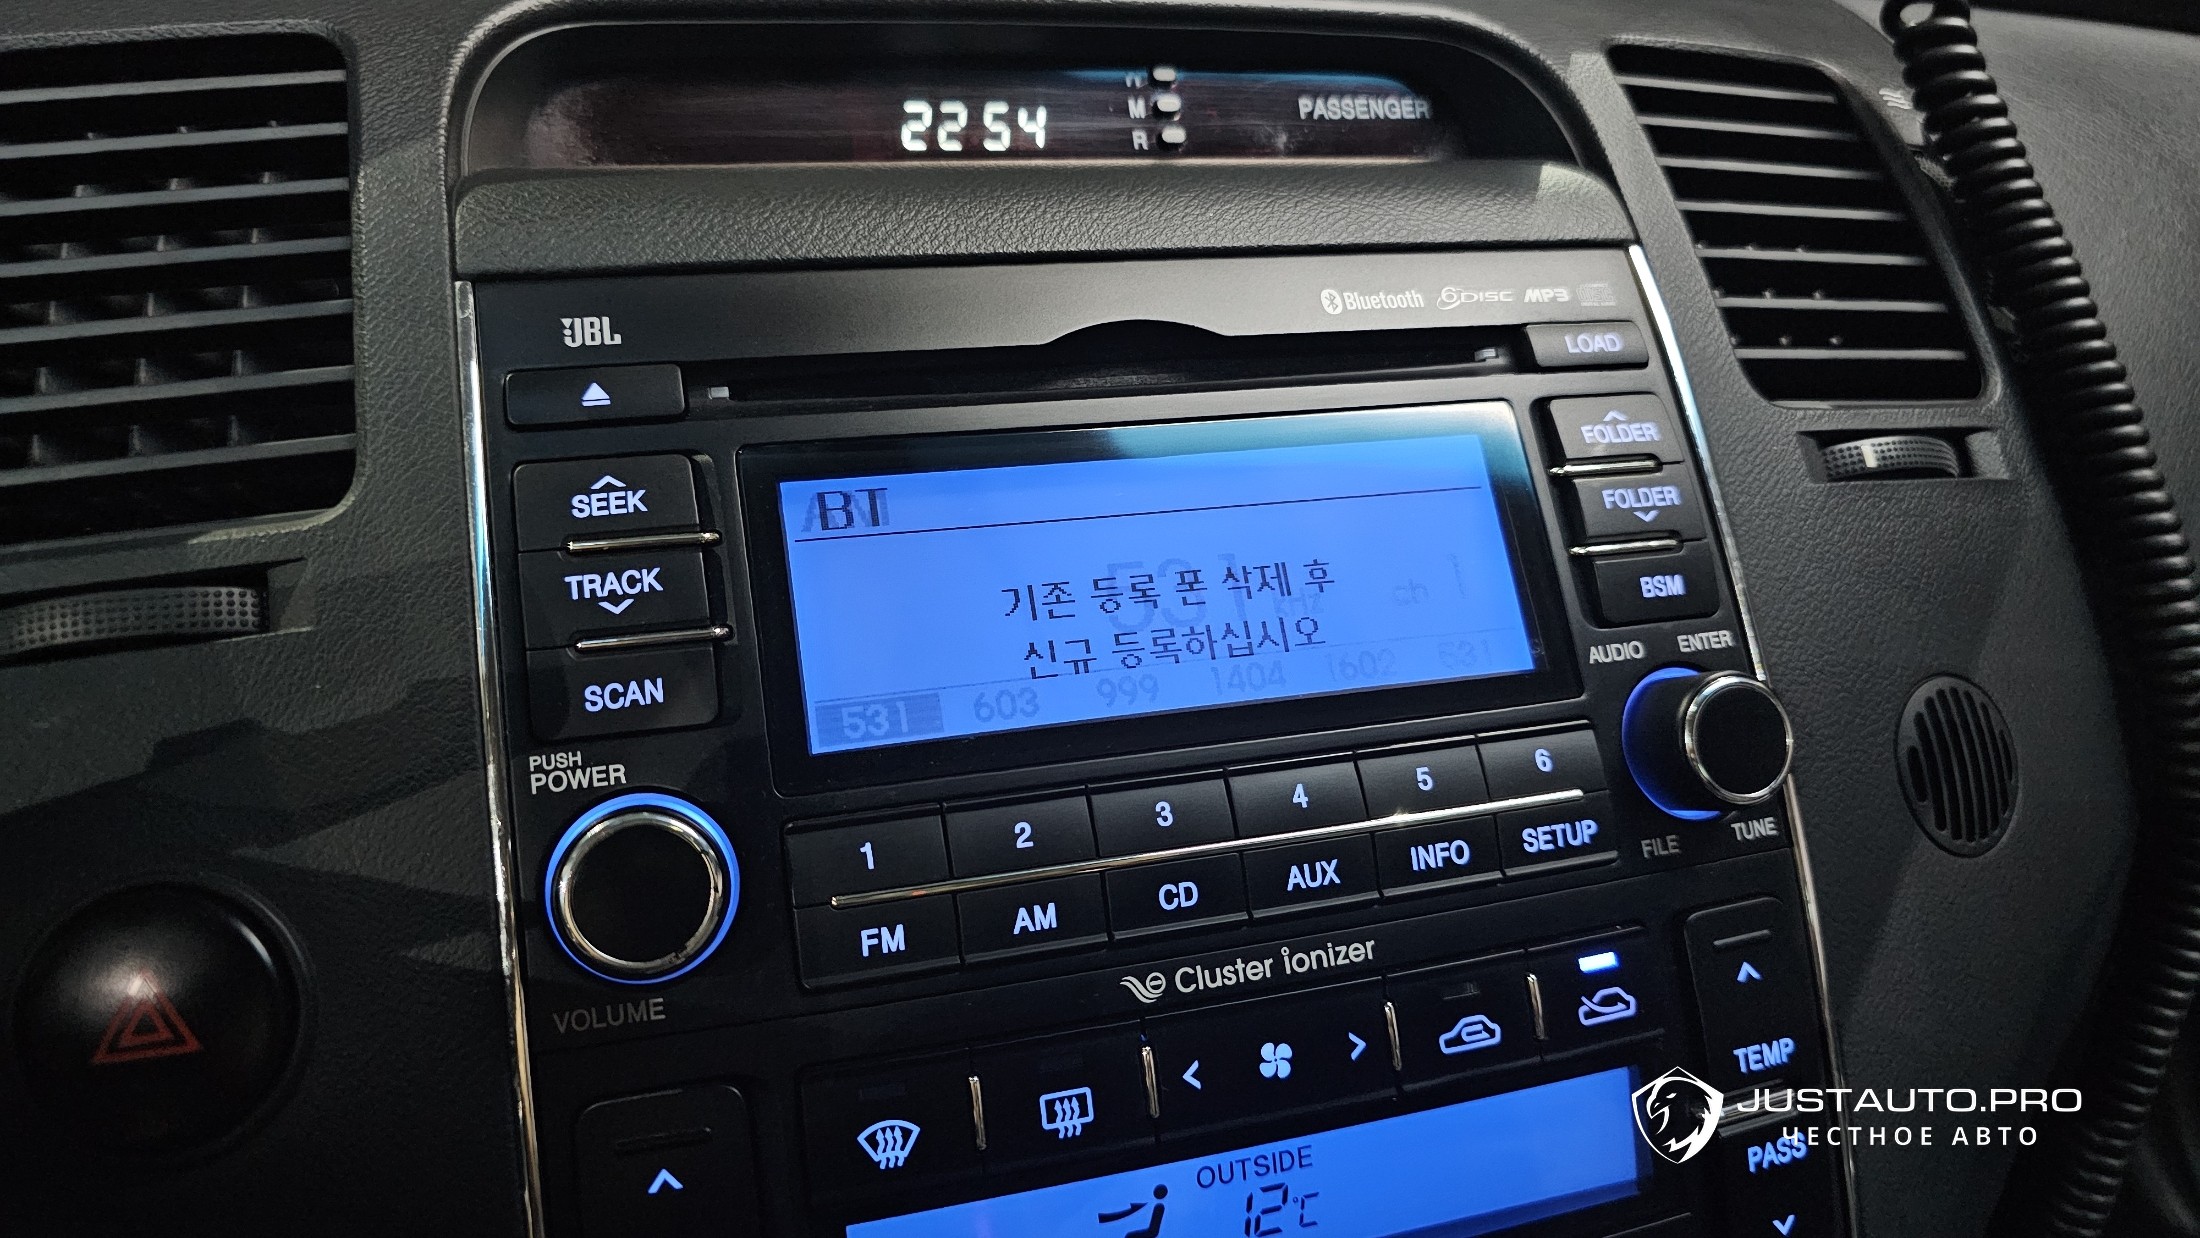 22 54
M
R
PASSENGER
JBL
Bluetooth 6DISC MP3
LOAD
SEEK
TRACK
SCAN
FOLDER
FOLDER
BSM
BT
기존 등록 폰 삭제 후
신규 등록하십시오
531 603 999 1404 1602 531
AUDIO ENTER
FILE TUNE
PUSH
POWER
VOLUME
1 2 3 4 5 6
FM AM CD AUX INFO SETUP
Cluster ionizer
TEMP
PASS
OUTSIDE
12°C
JUSTAUTO.PRO
ЧЕСТНОЕ АВТО